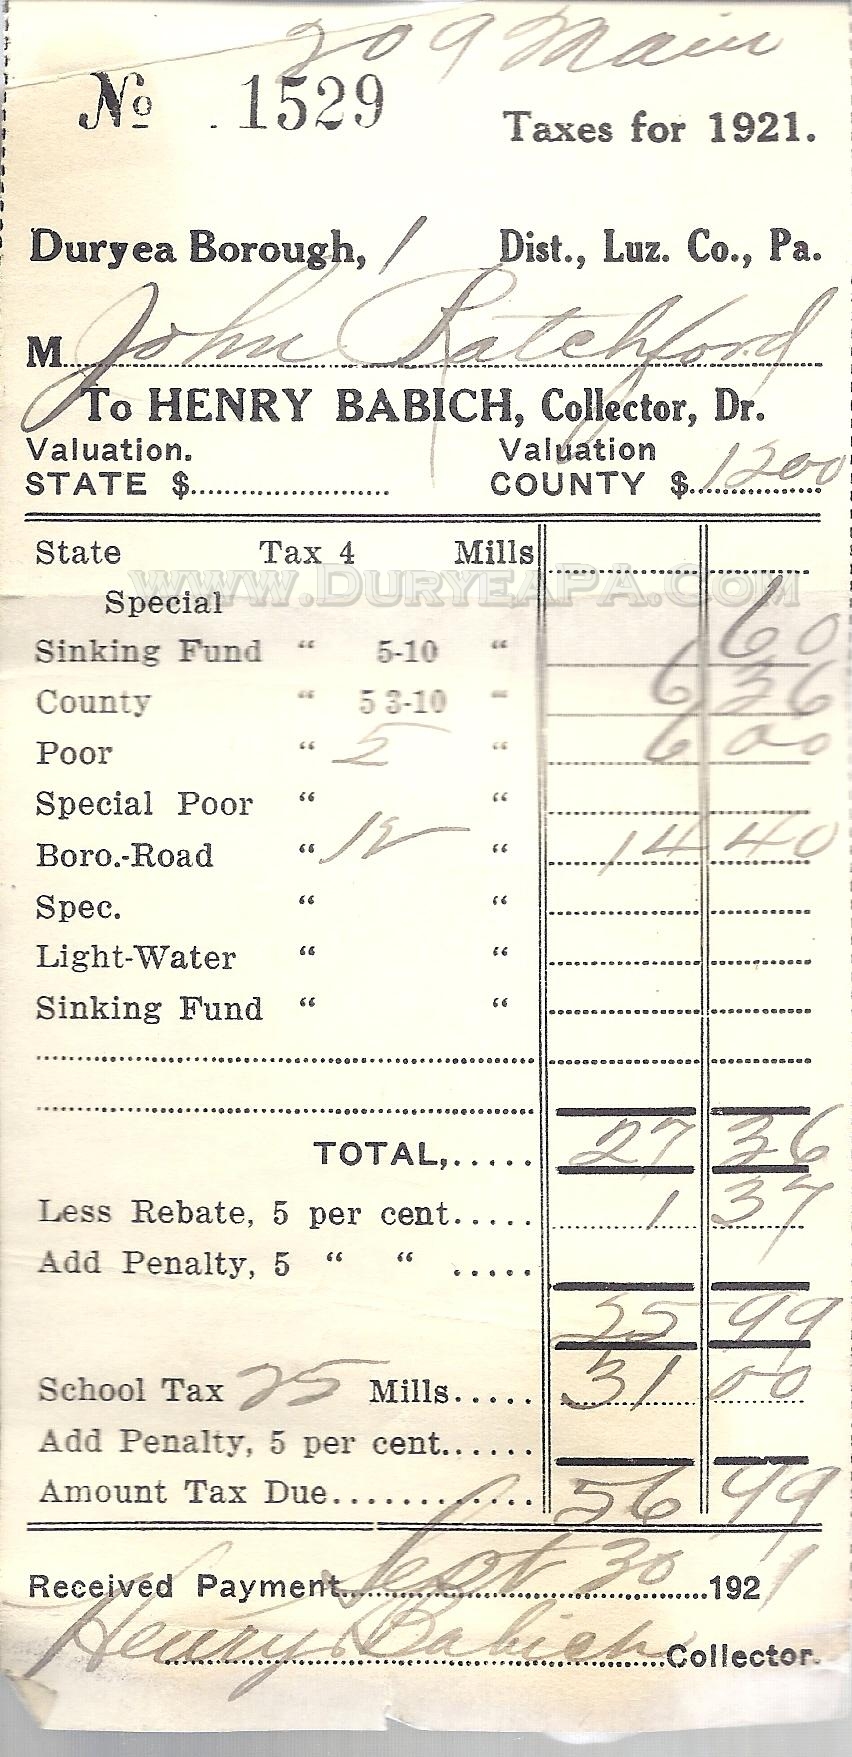 209 Main
No. 1529
Taxes for 1921.
Duryea Borough, 1 Dist., Luz. Co., Pa.
M John Ratchford
To HENRY BABICH, Collector, Dr.
Valuation. Valuation
STATE $ COUNTY $ 1200
State Tax 4 Mills
www.DuryeaPA.com
Special
Sinking Fund " 5-10 " 60
County " 5 3-10 " 6 36
Poor " 5 " 6 00
Special Poor " "
Boro.-Road " 12 " 14 40
Spec. " "
Light-Water " "
Sinking Fund " "
TOTAL, 27 36
Less Rebate, 5 per cent. 1 37
Add Penalty, 5 " "
25 99
School Tax 25 Mills 31 00
Add Penalty, 5 per cent.
Amount Tax Due 56 99
Received Payment Sept 30 1921
Henry Babich Collector.